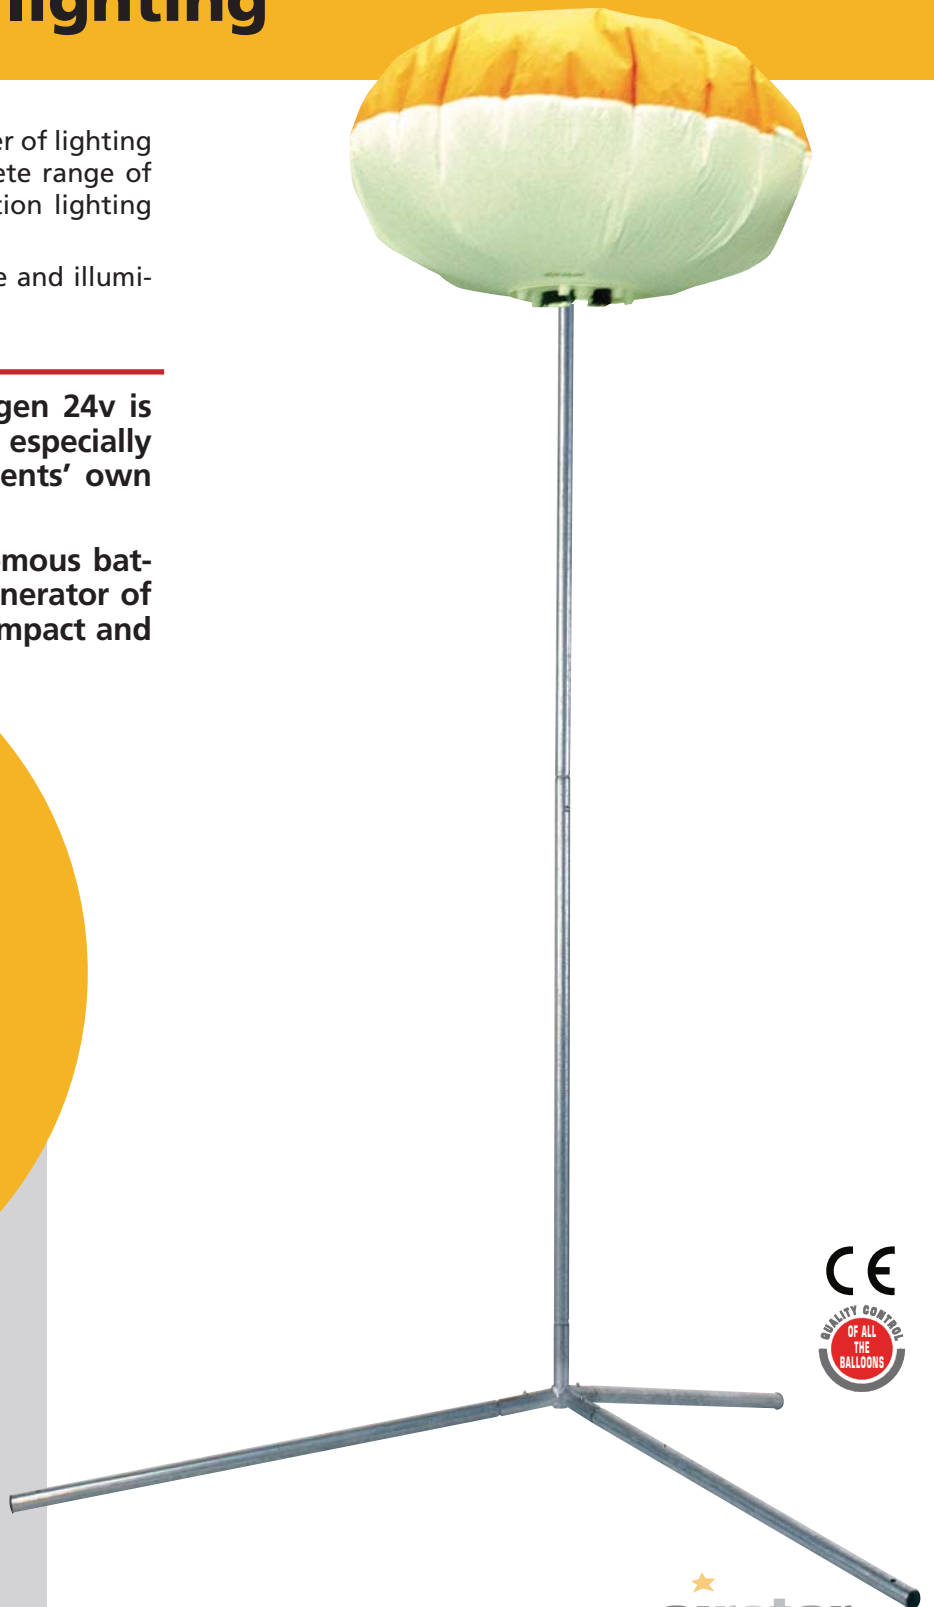 lighting
er of lighting
ete range of
tion lighting
e and illumi-
gen 24v is
especially
ents’ own
mous bat-
nerator of
mpact and
CE
QUALITY CONTROL
OF ALL
THE
BALLOONS
airstar